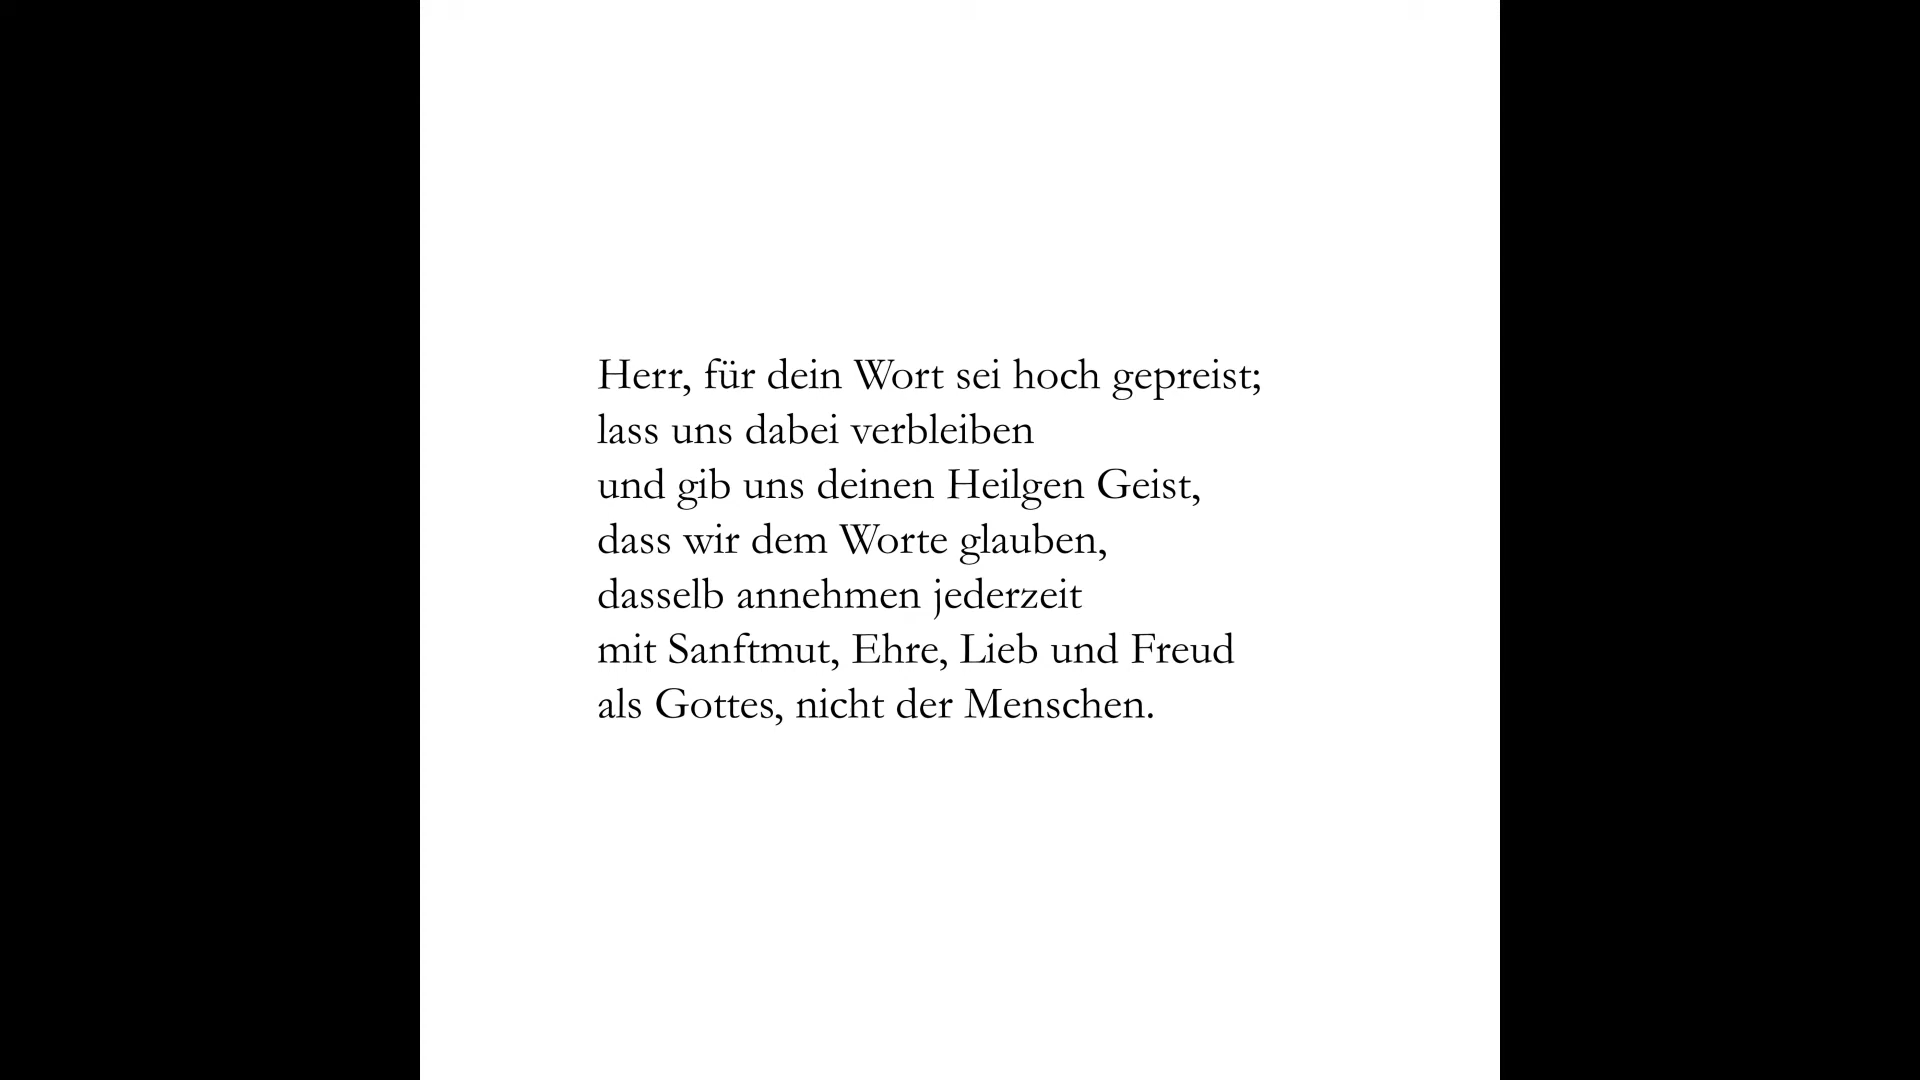 Herr, für dein Wort sei hoch gepreist;
lass uns dabei verbleiben
und gib uns deinen Heilgen Geist,
dass wir dem Worte glauben,
dasselb annehmen jederzeit
mit Sanftmut, Ehre, Lieb und Freud
als Gottes, nicht der Menschen.